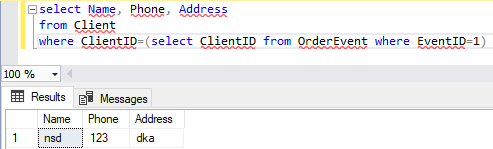 select Name, Phone, Address
from Client
where ClientID=(select ClientID from OrderEvent where EventID=1)
100 %
Results Messages
Name Phone Address
1 nsd 123 dka